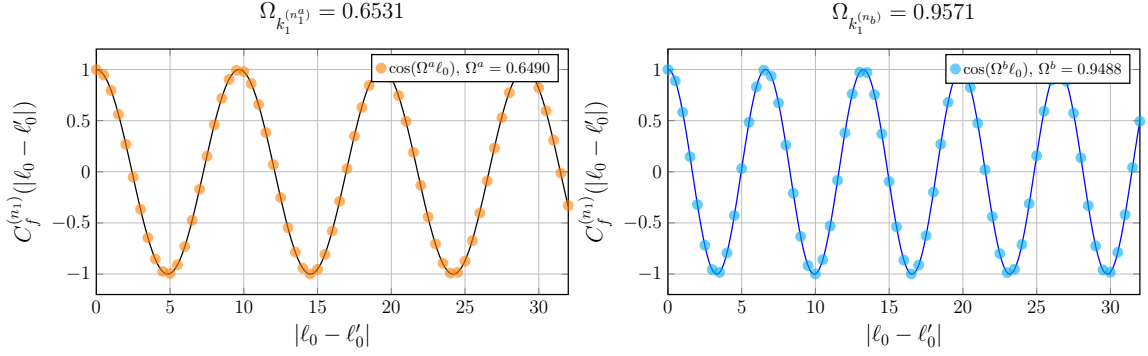 Ω_{k_1^{(n_1^a)}} = 0.6531
C_f^{(n_1)}(|ℓ_0 − ℓ′_0|)
1
0.5
0
−0.5
−1
cos(Ω^a ℓ_0), Ω^a = 0.6490
0 5 10 15 20 25 30
|ℓ_0 − ℓ′_0|
Ω_{k_1^{(n_b)}} = 0.9571
C_f^{(n_1)}(|ℓ_0 − ℓ′_0|)
1
0.5
0
−0.5
−1
cos(Ω^b ℓ_0), Ω^b = 0.9488
0 5 10 15 20 25 30
|ℓ_0 − ℓ′_0|